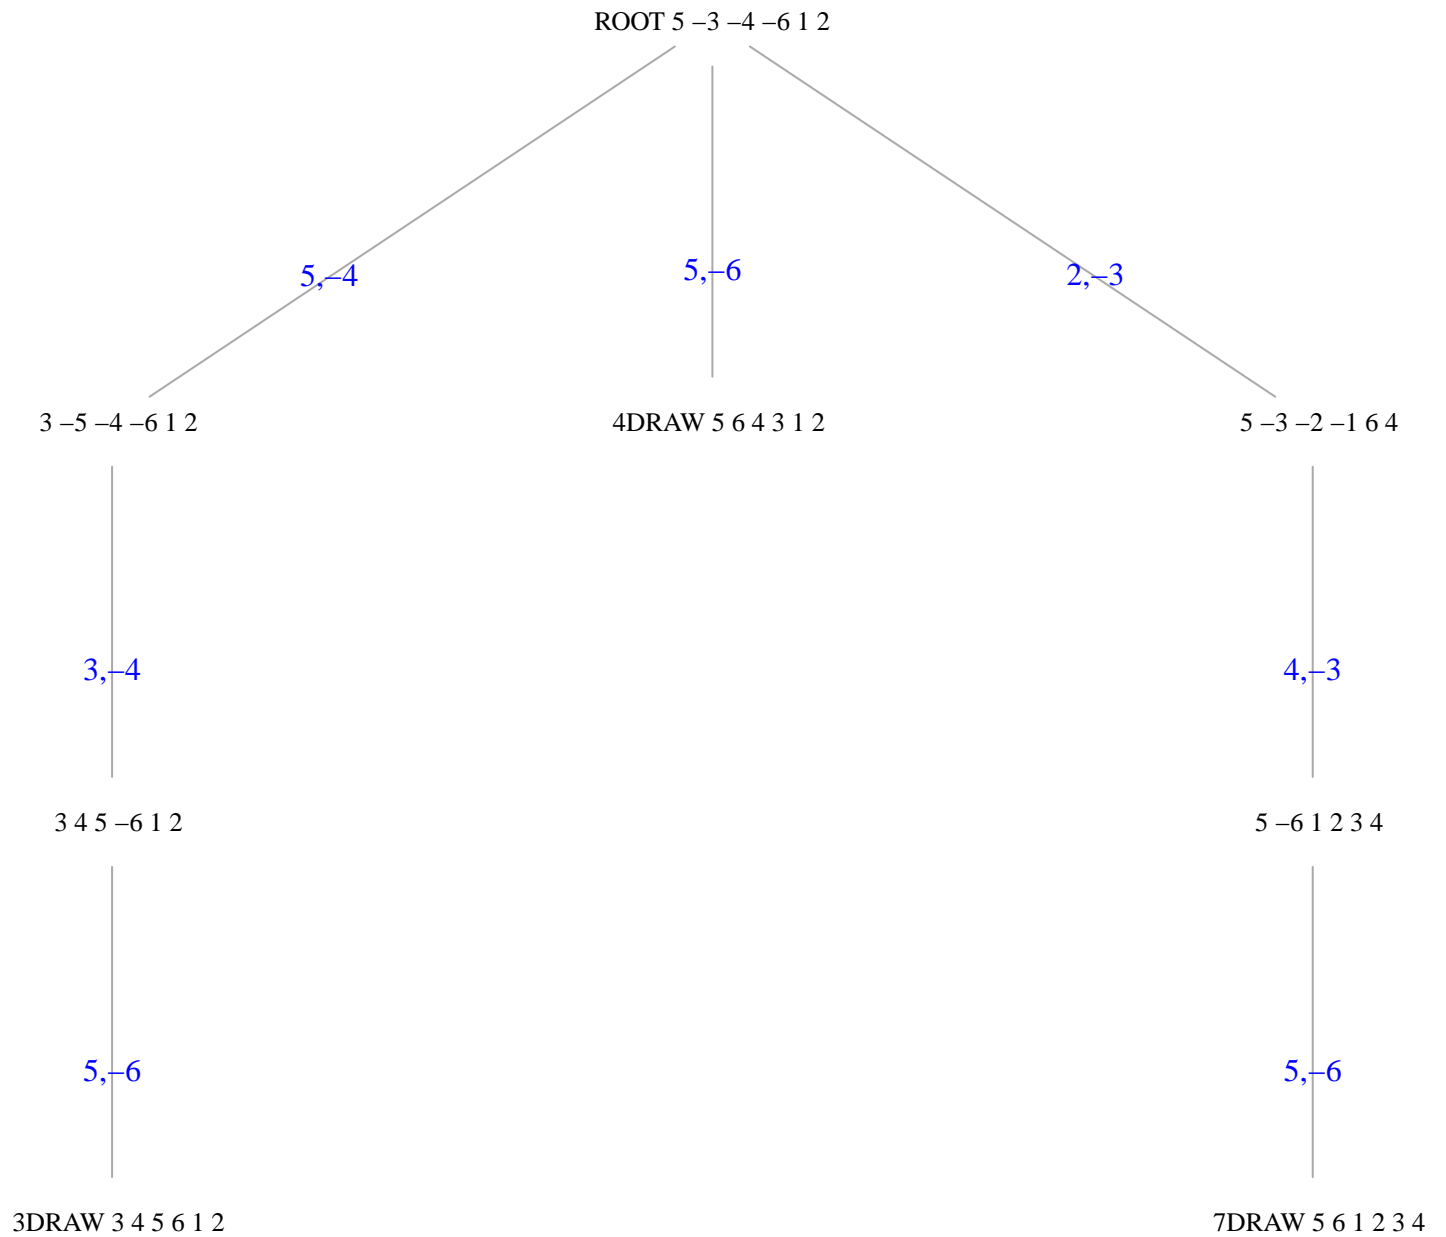 ROOT 5 –3 –4 –6 1 2
5,–4
5,–6
2,–3
3 –5 –4 –6 1 2
4DRAW 5 6 4 3 1 2
5 –3 –2 –1 6 4
3,–4
4,–3
3 4 5 –6 1 2
5 –6 1 2 3 4
5,–6
5,–6
3DRAW 3 4 5 6 1 2
7DRAW 5 6 1 2 3 4